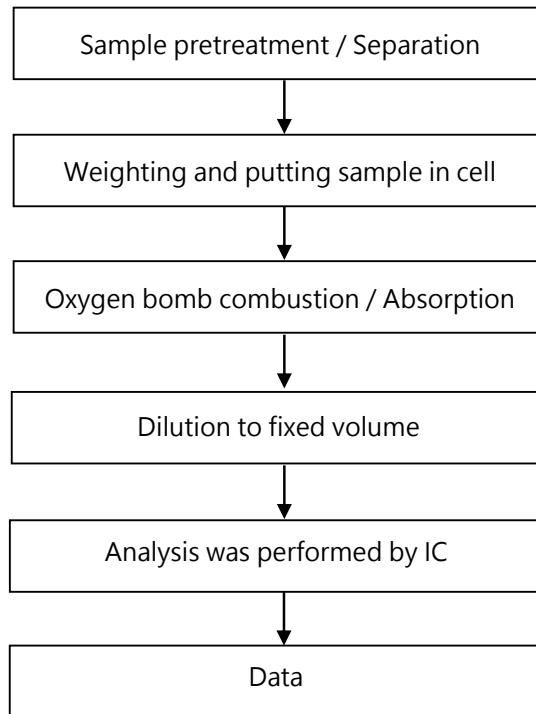 Sample pretreatment / Separation
Weighting and putting sample in cell
Oxygen bomb combustion / Absorption
Dilution to fixed volume
Analysis was performed by IC
Data